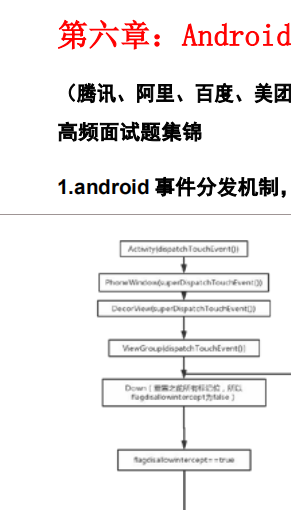 第六章：Android
（腾讯、阿里、百度、美团
高频面试题集锦
1.android 事件分发机制，
Activity(dispatchTouchEvent())
PhoneWindow(superDispatchTouchEvent())
DecorView(superDispatchTouchEvent())
ViewGroup(dispatchTouchEvent()
Down（重置之前所有标记位，所以
flagdisallowintercept为false）
flagdisallowintercept==true